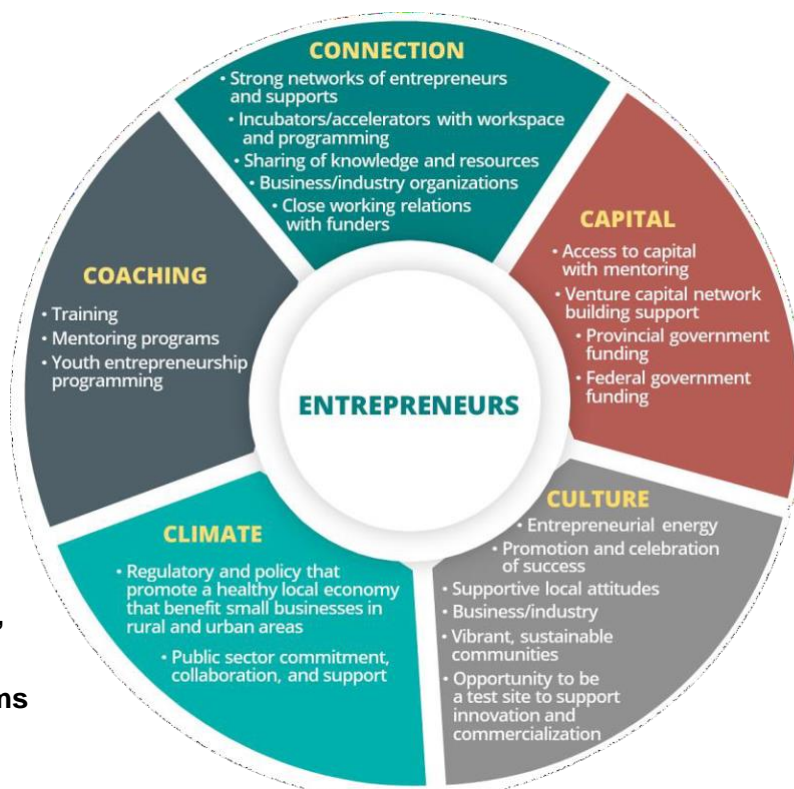 CONNECTION
• Strong networks of entrepreneurs
and supports
• Incubators/accelerators with workspace
and programming
• Sharing of knowledge and resources
• Business/industry organizations
• Close working relations
with funders
CAPITAL
• Access to capital
with mentoring
• Venture capital network
building support
• Provincial government
funding
• Federal government
funding
COACHING
• Training
• Mentoring programs
• Youth entrepreneurship
programming
ENTREPRENEURS
CULTURE
• Entrepreneurial energy
• Promotion and celebration
of success
• Supportive local attitudes
• Business/industry
• Vibrant, sustainable
communities
• Opportunity to be
a test site to support
innovation and
commercialization
CLIMATE
• Regulatory and policy that
promote a healthy local economy
that benefit small businesses in
rural and urban areas
• Public sector commitment,
collaboration, and support